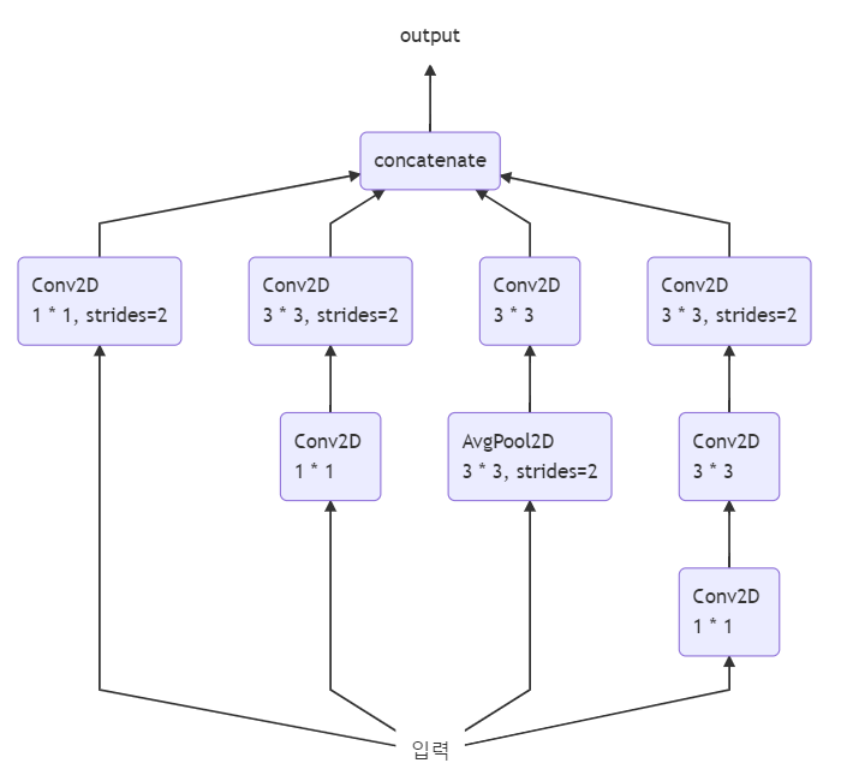 output
concatenate
Conv2D
1 * 1, strides=2
Conv2D
3 * 3, strides=2
Conv2D
3 * 3
Conv2D
3 * 3, strides=2
Conv2D
1 * 1
AvgPool2D
3 * 3, strides=2
Conv2D
3 * 3
Conv2D
1 * 1
입력